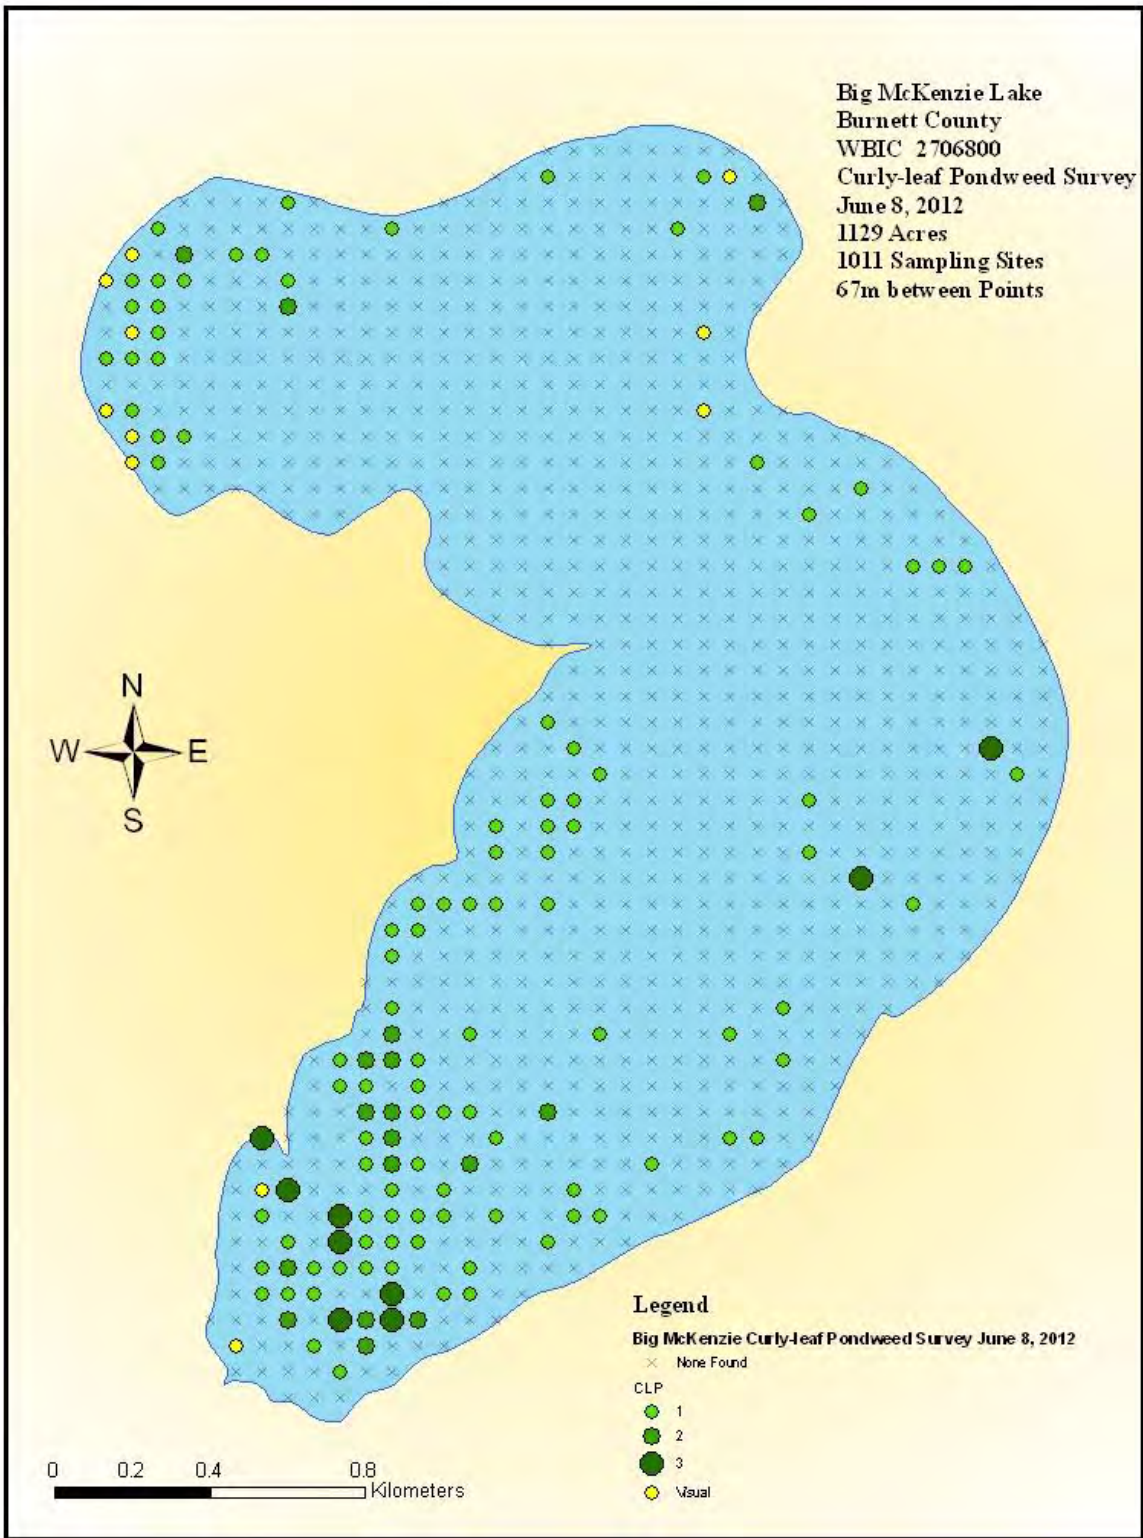 Big McKenzie Lake
Burnett County
WBIC 2706800
Curly-leaf Pondweed Survey
June 8, 2012
1129 Acres
1011 Sampling Sites
67m between Points
N
W E
S
Legend
Big McKenzie Curly-leaf Pondweed Survey June 8, 2012
None Found
CLP
1
2
3
Visual
0 0.2 0.4 0.8
Kilometers